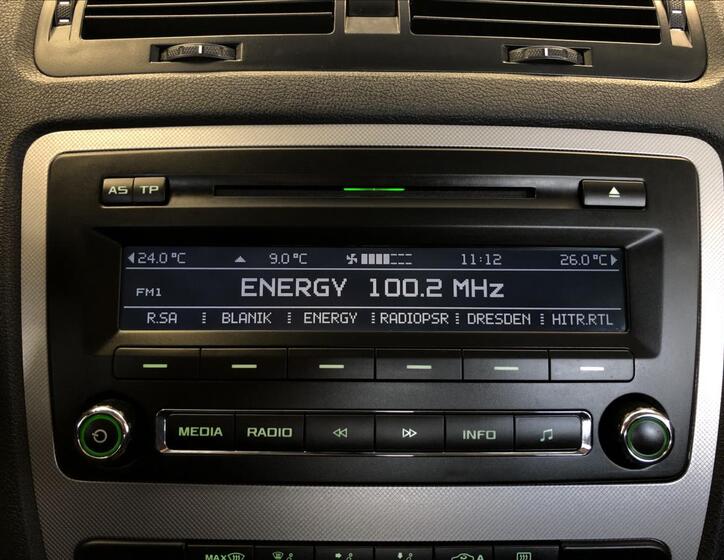 AS TP
24.0 °C 9.0 °C 11:12 26.0 °C
FM1 ENERGY 100.2 MHz
R.SA BLANIK ENERGY RADIOPSR DRESDEN HITR.RTL
MEDIA RADIO INFO
MAX
A